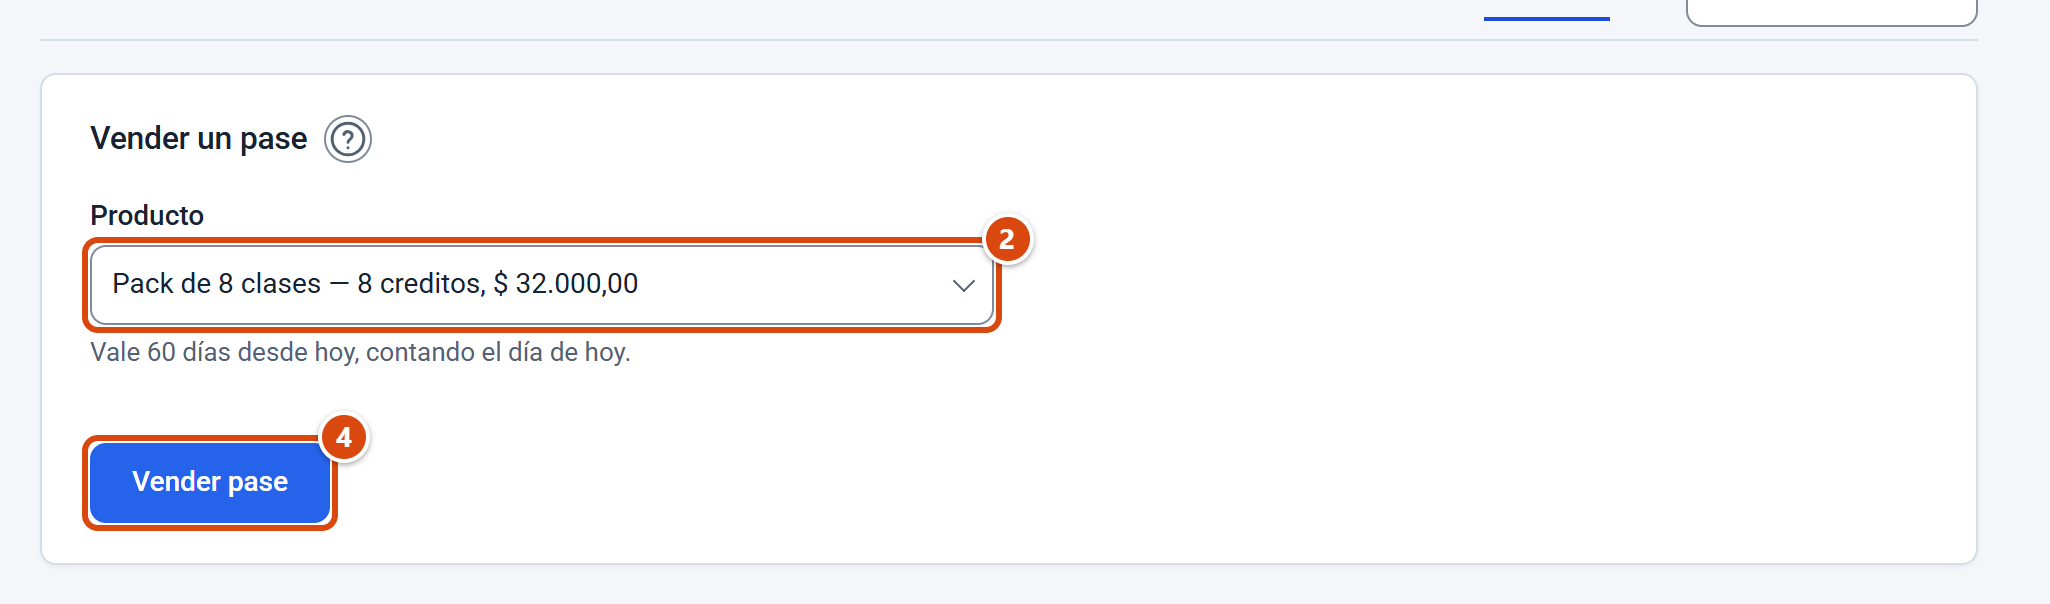 Vender un pase ?
Producto
2
Pack de 8 clases — 8 creditos, $ 32.000,00
Vale 60 días desde hoy, contando el día de hoy.
4
Vender pase